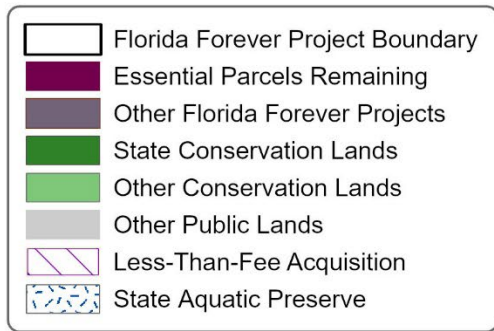 Florida Forever Project Boundary
Essential Parcels Remaining
Other Florida Forever Projects
State Conservation Lands
Other Conservation Lands
Other Public Lands
Less-Than-Fee Acquisition
State Aquatic Preserve